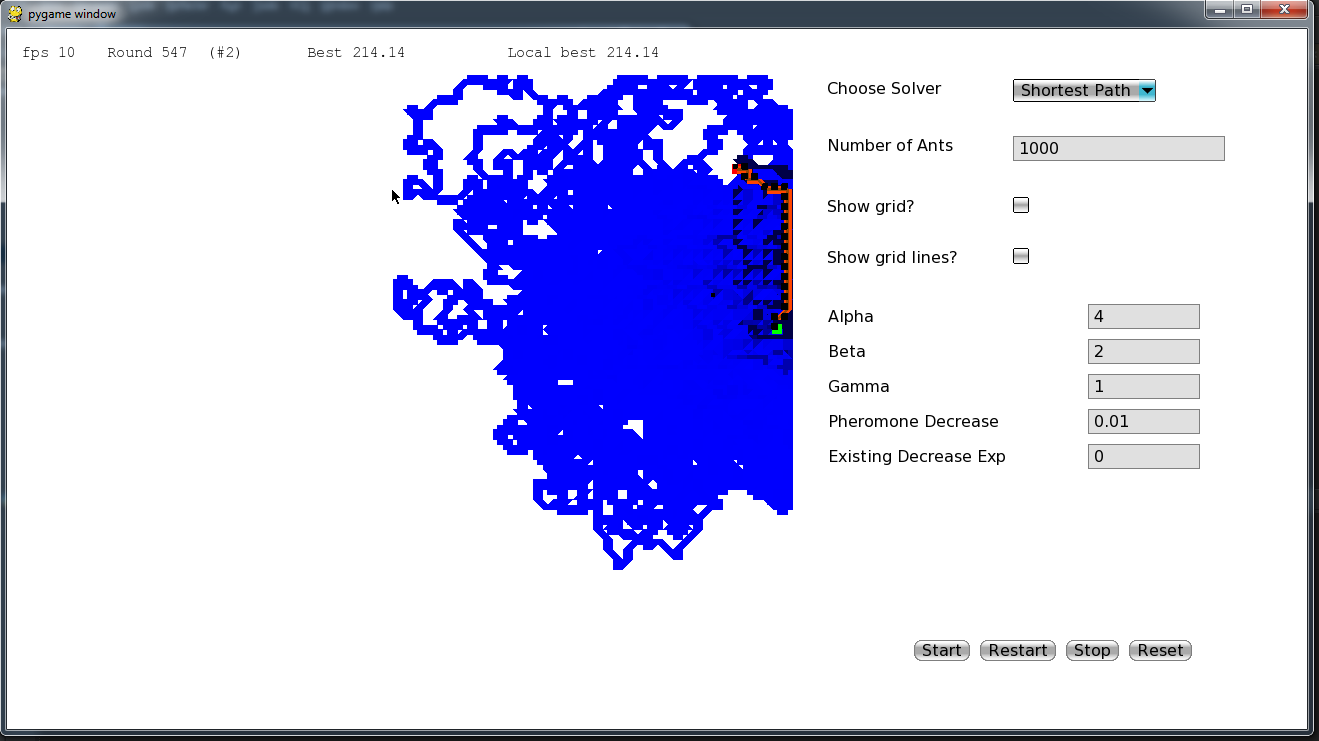 pygame window
fps 10 Round 547 (#2) Best 214.14 Local best 214.14
Choose Solver Shortest Path
Number of Ants 1000
Show grid?
Show grid lines?
Alpha 4
Beta 2
Gamma 1
Pheromone Decrease 0.01
Existing Decrease Exp 0
Start Restart Stop Reset